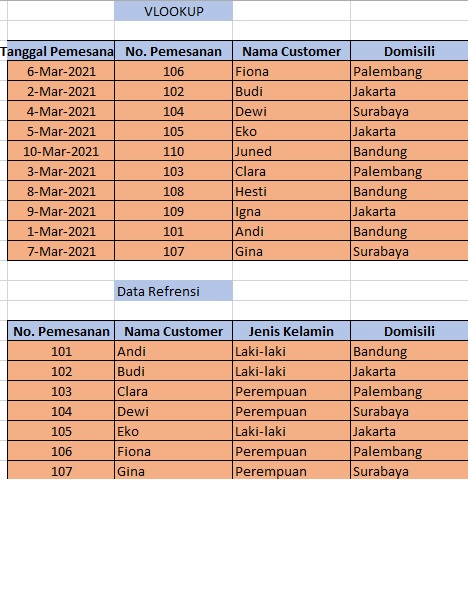 VLOOKUP
Tanggal Pemesana No. Pemesanan Nama Customer Domisili
6-Mar-2021 106 Fiona Palembang
2-Mar-2021 102 Budi Jakarta
4-Mar-2021 104 Dewi Surabaya
5-Mar-2021 105 Eko Jakarta
10-Mar-2021 110 Juned Bandung
3-Mar-2021 103 Clara Palembang
8-Mar-2021 108 Hesti Bandung
9-Mar-2021 109 Igna Jakarta
1-Mar-2021 101 Andi Bandung
7-Mar-2021 107 Gina Surabaya
Data Refrensi
No. Pemesanan Nama Customer Jenis Kelamin Domisili
101 Andi Laki-laki Bandung
102 Budi Laki-laki Jakarta
103 Clara Perempuan Palembang
104 Dewi Perempuan Surabaya
105 Eko Laki-laki Jakarta
106 Fiona Perempuan Palembang
107 Gina Perempuan Surabaya